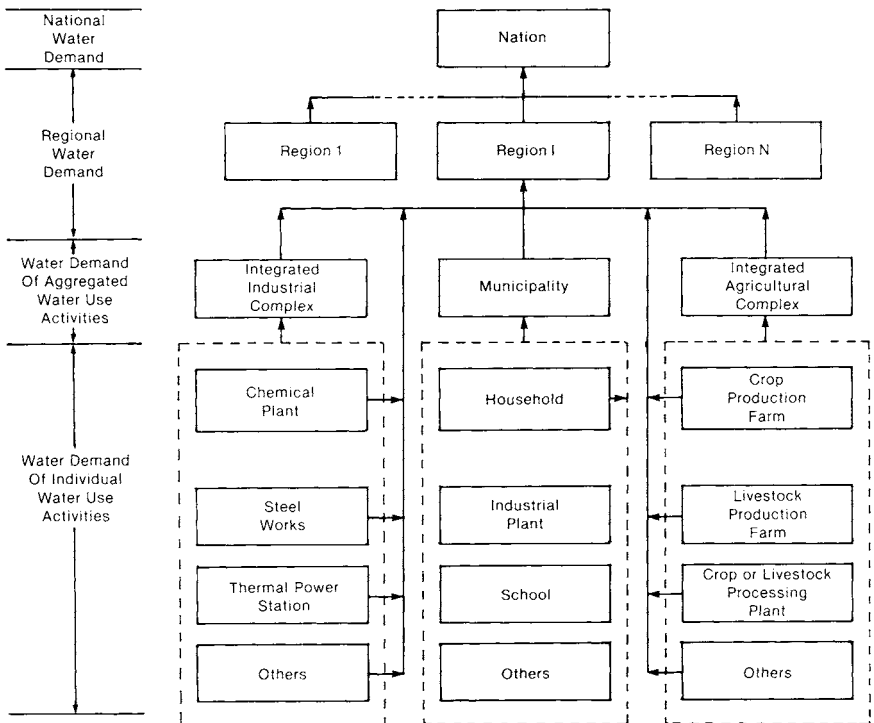 National
Water
Demand
Nation
Regional
Water
Demand
Region 1
Region I
Region N
Water Demand
Of Aggregated
Water Use
Activities
Integrated
Industrial
Complex
Municipality
Integrated
Agricultural
Complex
Water Demand
Of Individual
Water Use
Activities
Chemical
Plant
Household
Crop
Production
Farm
Steel
Works
Industrial
Plant
Livestock
Production
Farm
Thermal Power
Station
School
Crop or Livestock
Processing
Plant
Others
Others
Others